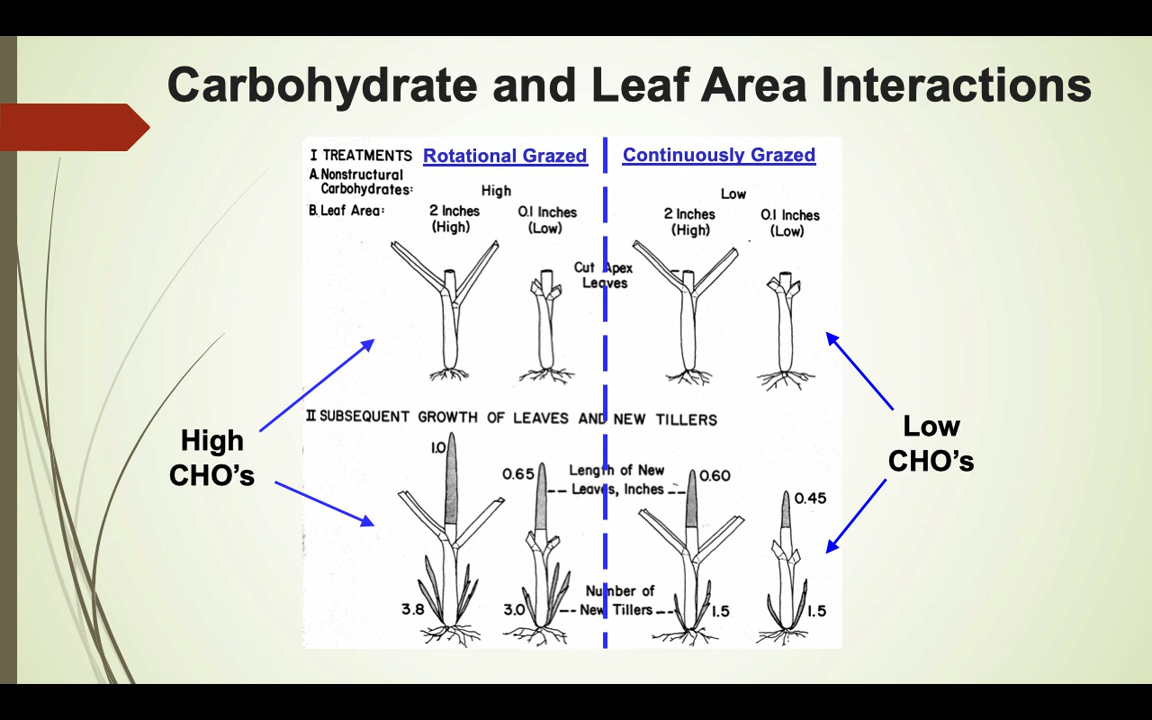 Carbohydrate and Leaf Area Interactions
I TREATMENTS Rotational Grazed Continuously Grazed
A. Nonstructural
Carbohydrates: High Low
B. Leaf Area: 2 Inches 0.1 Inches 2 Inches 0.1 Inches
(High) (Low) (High) (Low)
Cut Apex
Leaves
II SUBSEQUENT GROWTH OF LEAVES AND NEW TILLERS
High
CHO's
Low
CHO's
1.0
0.65 Length of New 0.60
Leaves, Inches 0.45
Number of
3.8 3.0 New Tillers 1.5 1.5